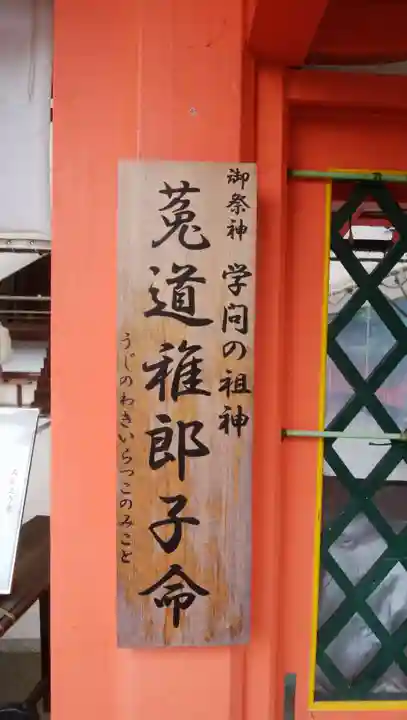 御祭神 学問の祖神
菟道稚郎子命
うじのわきいらつこのみこと